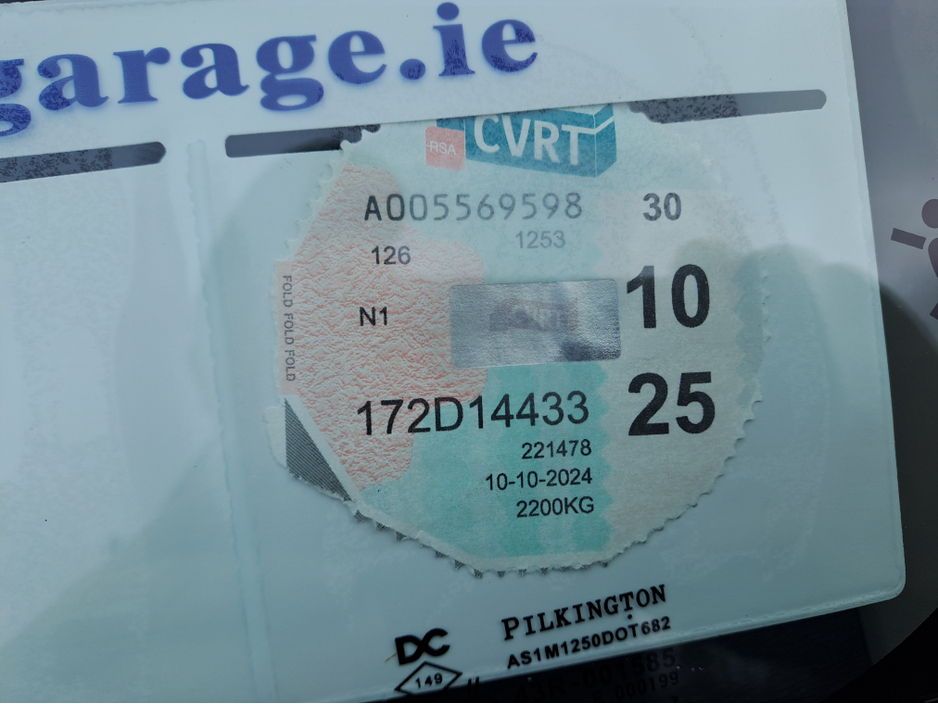 garage.ie
RSA CVRT
A005569598 30
126 1253
N1 10
CVRT
FOLD FOLD FOLD
172D14433 25
221478
10-10-2024
2200KG
DC PILKINGTON
AS1M1250DOT682
149